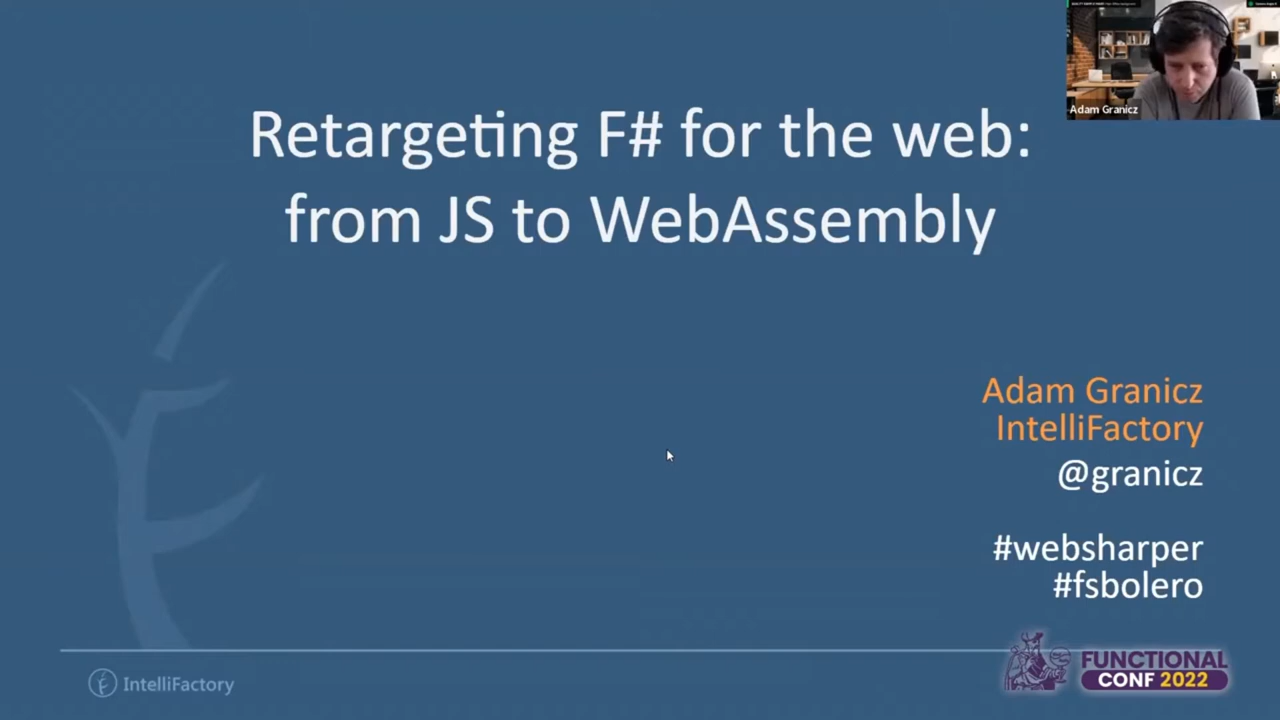 Retargeting F# for the web:
from JS to WebAssembly
Adam Granicz
Adam Granicz
IntelliFactory
@granicz
#websharper
#fsbolero
IntelliFactory
FUNCTIONAL
CONF 2022